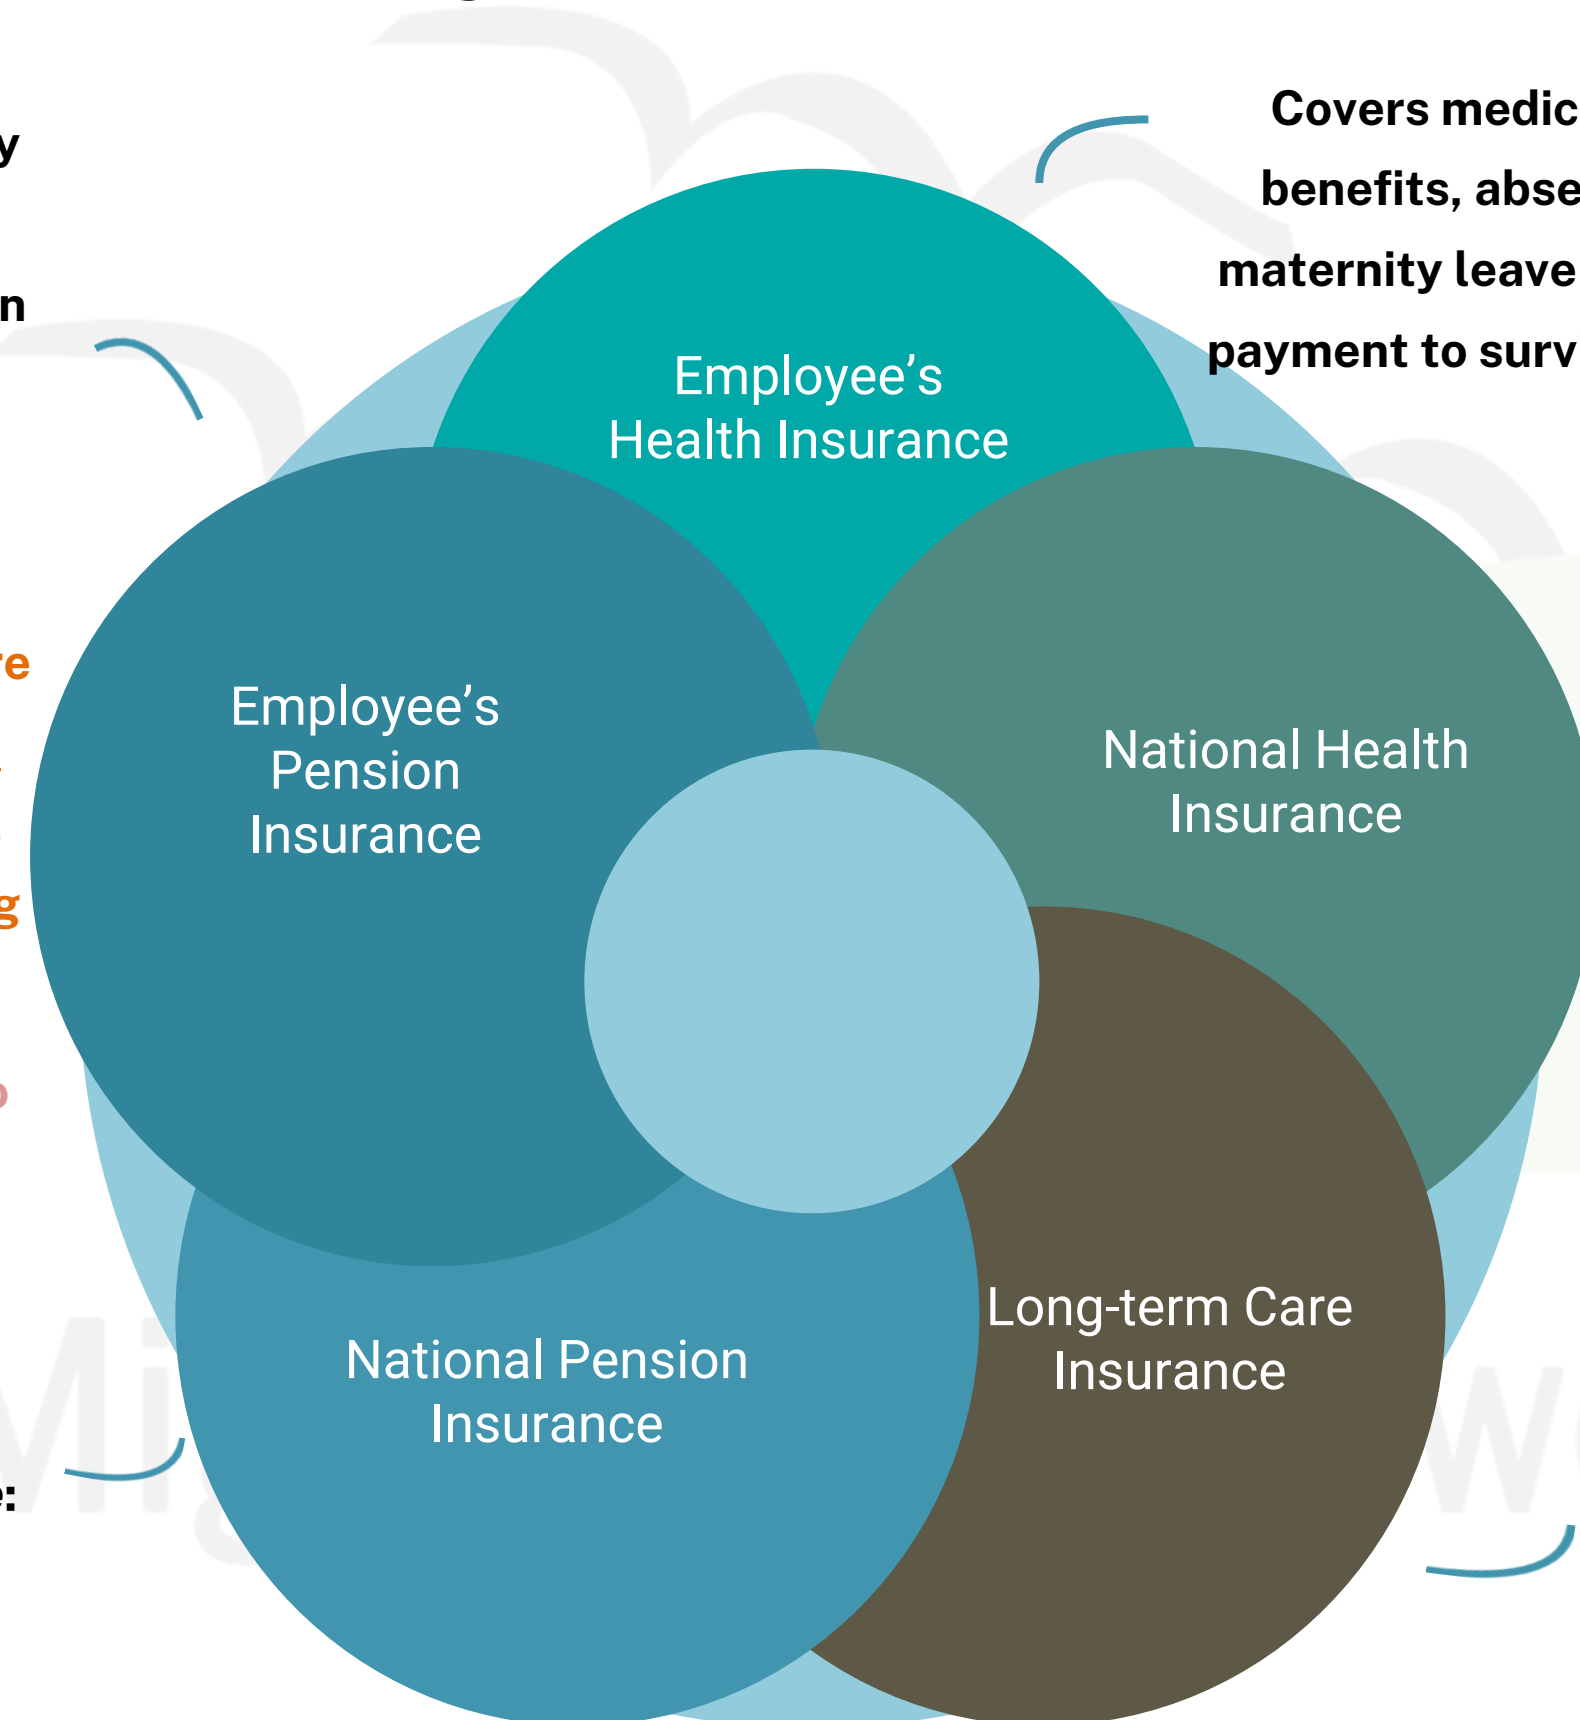 Covers medic
benefits, abse
maternity leave
payment to surv
Employee’s
Health Insurance
Employee’s
Pension
Insurance
National Health
Insurance
Long-term Care
Insurance
National Pension
Insurance